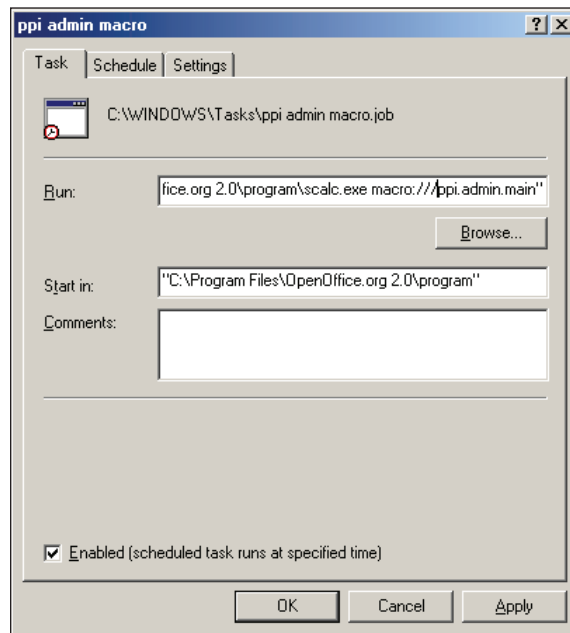 ppi admin macro
Task Schedule Settings
C:\WINDOWS\Tasks\ppi admin macro.job
Run: fice.org 2.0\program\scalc.exe macro:///ppi.admin.main"
Browse...
Start in: "C:\Program Files\OpenOffice.org 2.0\program"
Comments:
Enabled (scheduled task runs at specified time)
OK Cancel Apply